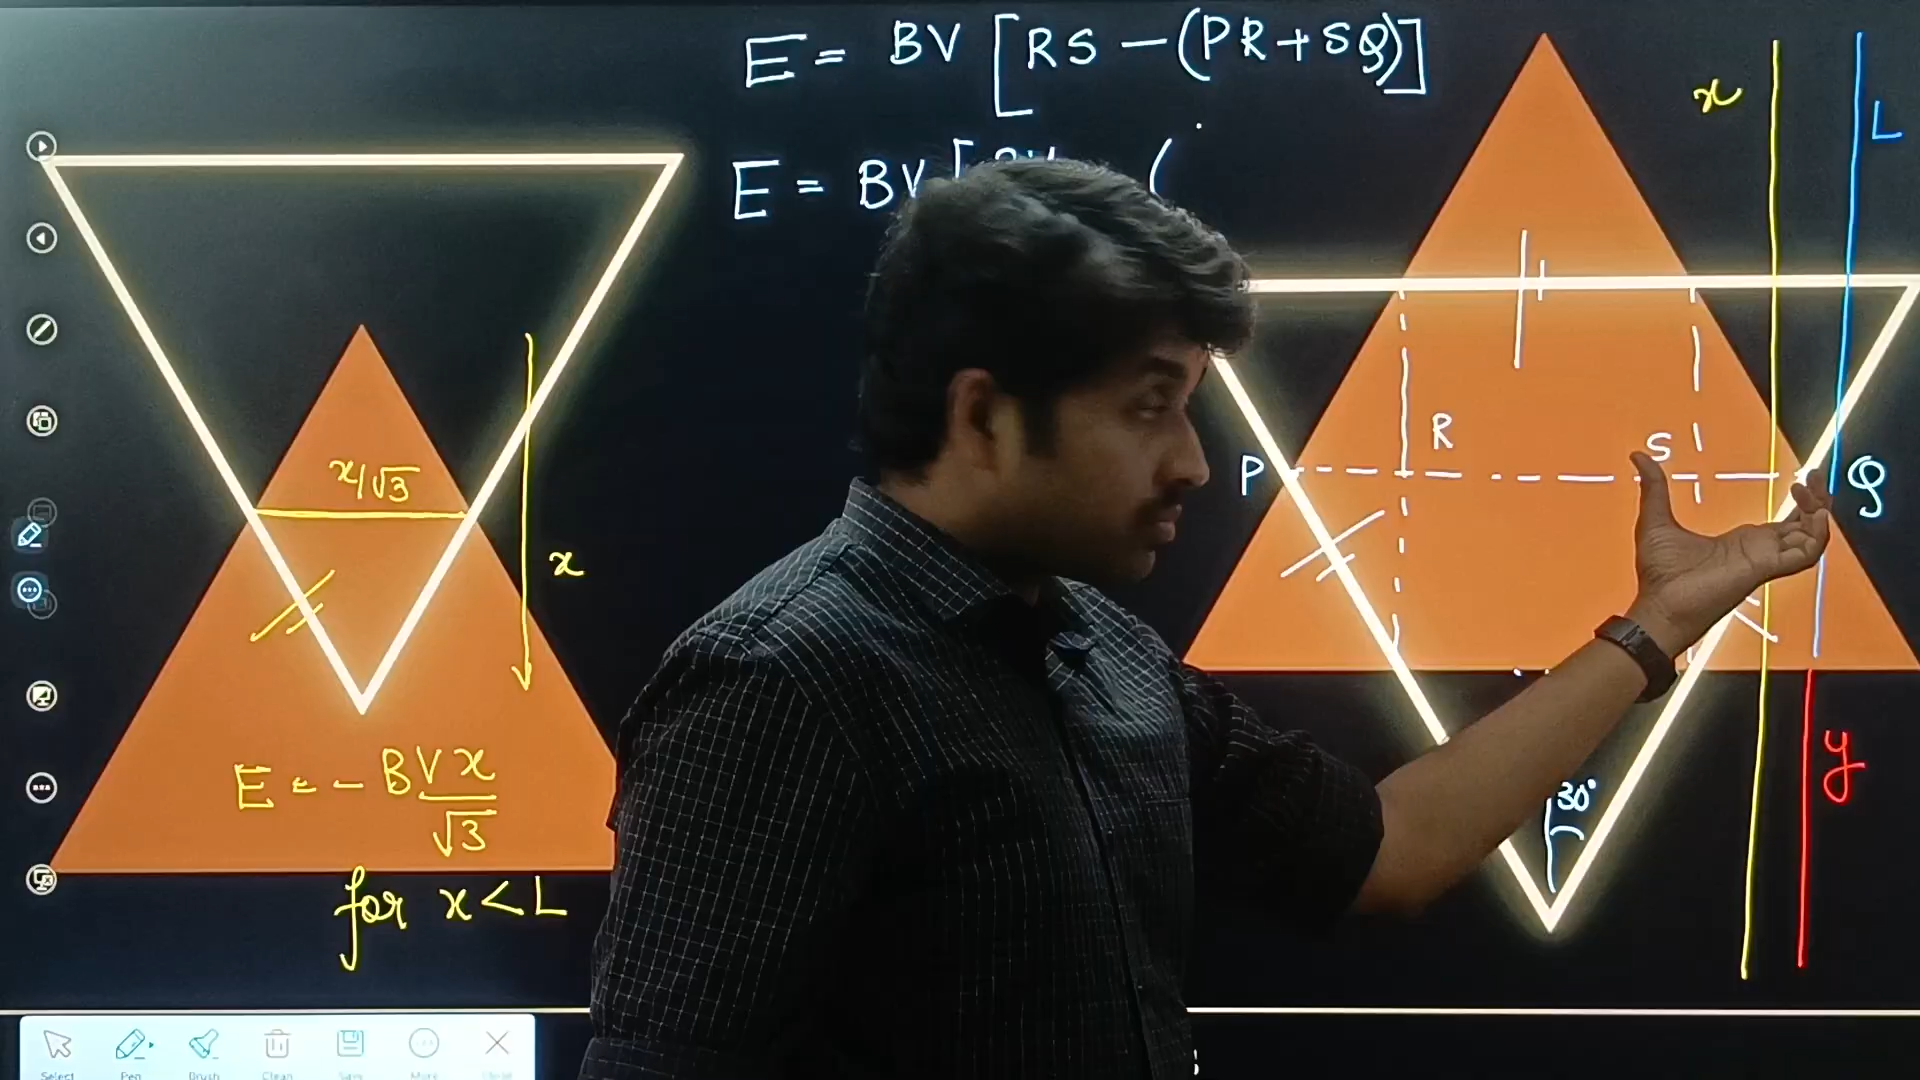 E = BV [RS – (PR + SQ)]
E = BV [ (
x
L
x/√3
R
S
P
Q
x
E = – BVx/√3
y
30°
for x < L
Select Pen Brush Clean Save More